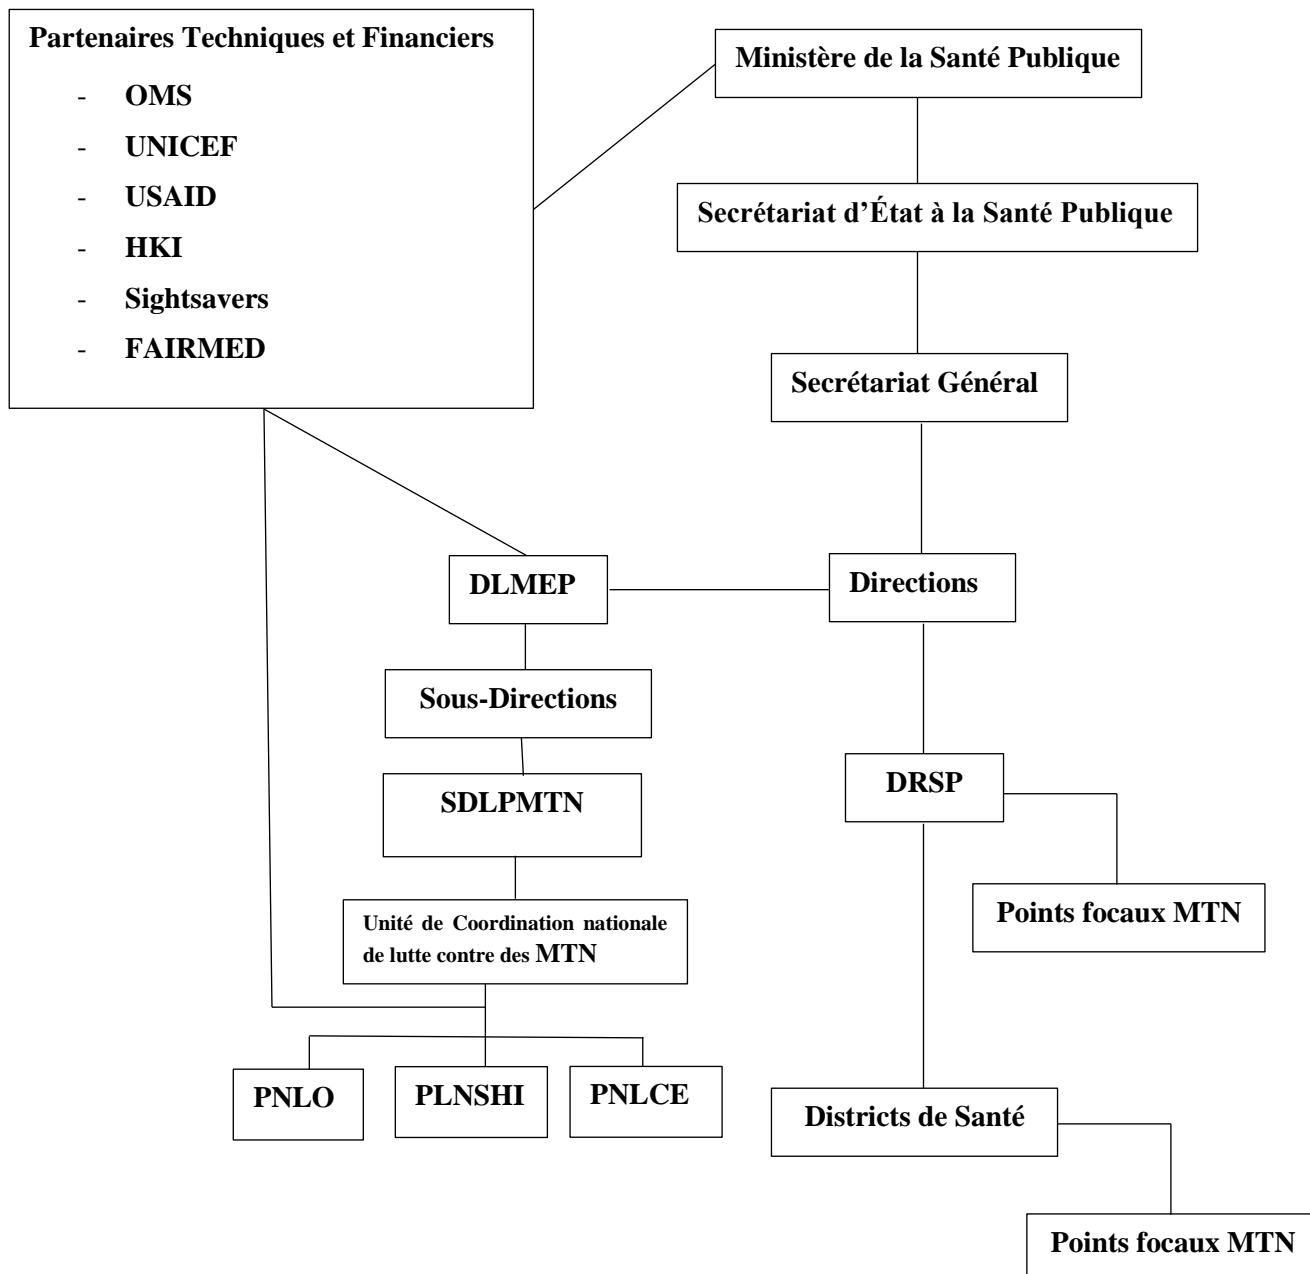 Partenaires Techniques et Financiers
- OMS
- UNICEF
- USAID
- HKI
- Sightsavers
- FAIRMED
Ministère de la Santé Publique
Secrétariat d'État à la Santé Publique
Secrétariat Général
DLMEP
Directions
Sous-Directions
SDLPMTN
DRSP
Points focaux MTN
Unité de Coordination nationale
de lutte contre des MTN
PNLO
PLNSHI
PNLCE
Districts de Santé
Points focaux MTN